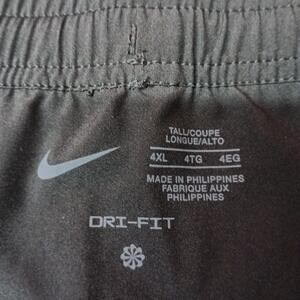 TALL/COUPE
LONGUE/ALTO
4XL 4TG 4EG
MADE IN PHILIPPINES
FABRIQUE AUX
PHILIPPINES
DRI-FIT